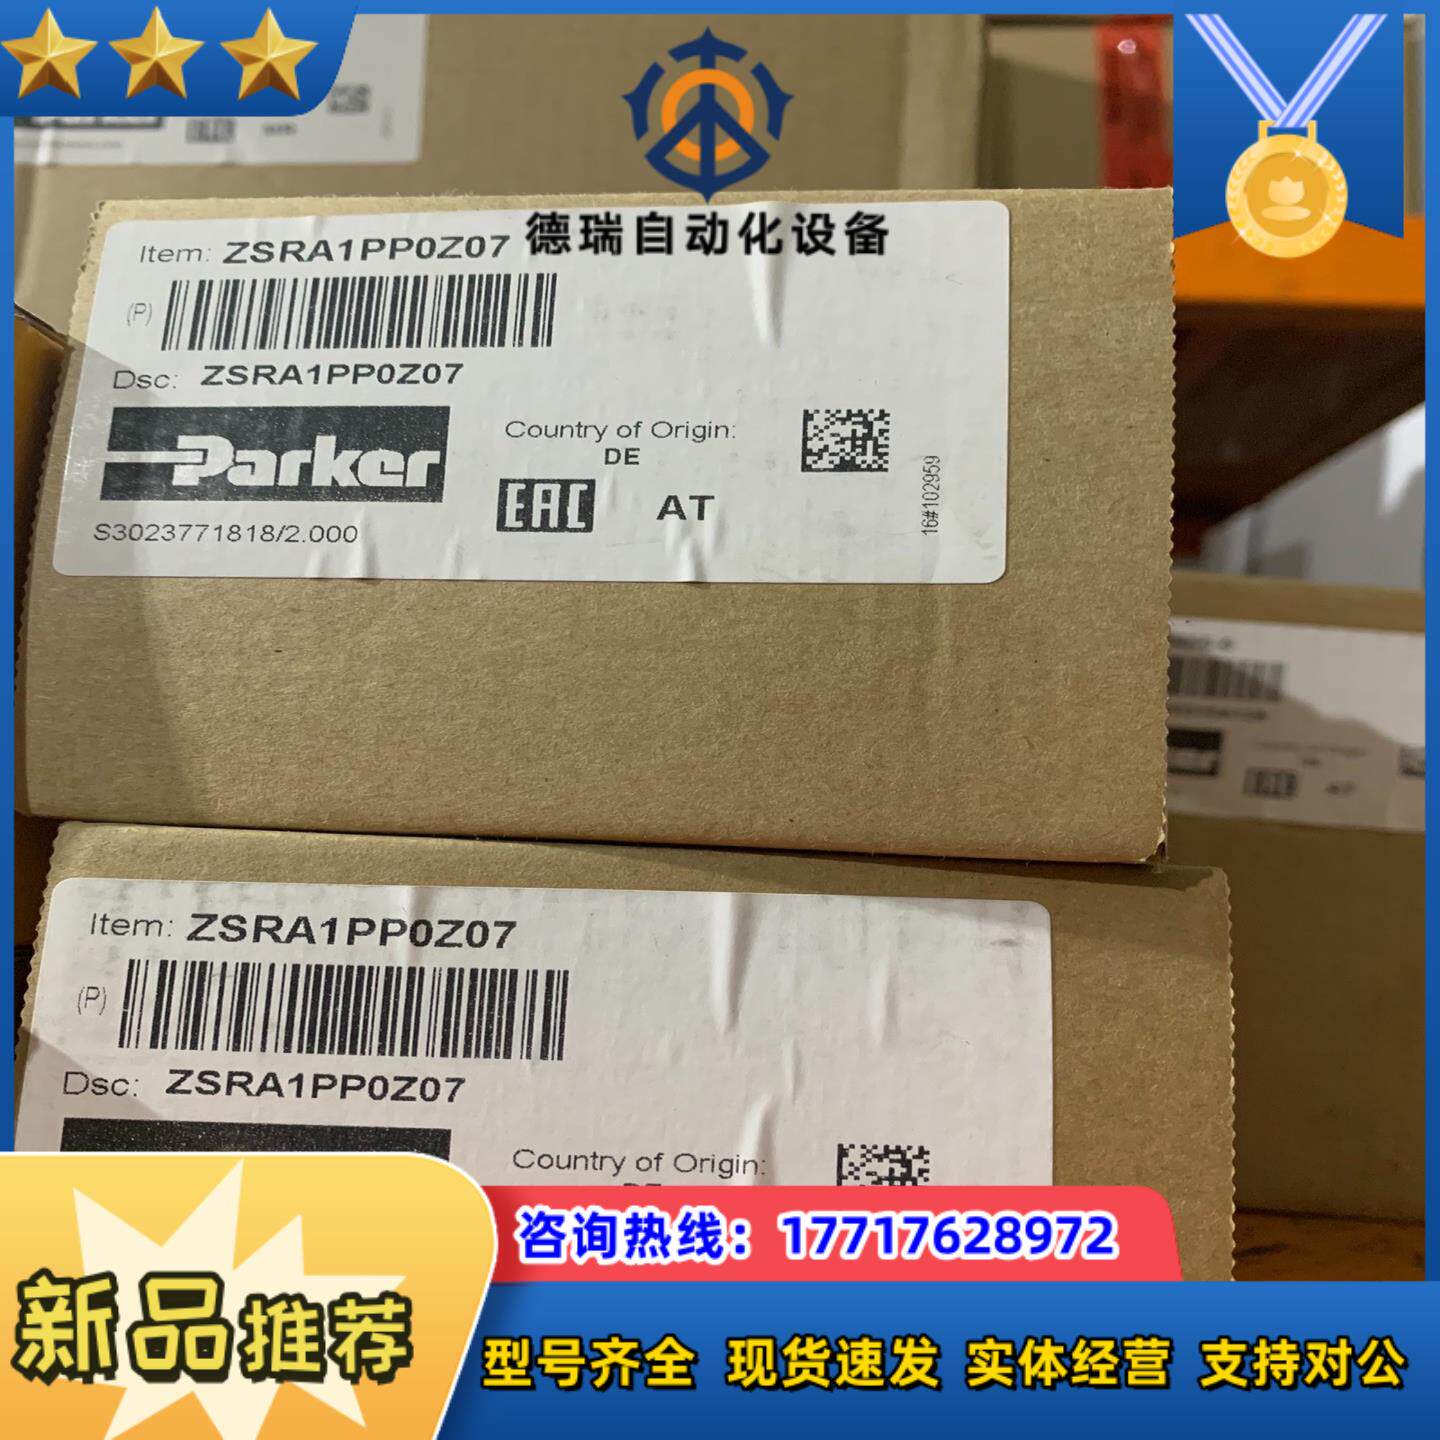 德瑞自动化设备
Item: ZSRA1PP0Z07
(P)
Dsc: ZSRA1PP0Z07
Parker
Country of Origin:
DE
EAC
AT
S3023771818/2.000
16#102959
Item: ZSRA1PP0Z07
(P)
Dsc: ZSRA1PP0Z07
Country of Origin:
咨询热线：17717628972
新品推荐
型号齐全 现货速发 实体经营 支持对公